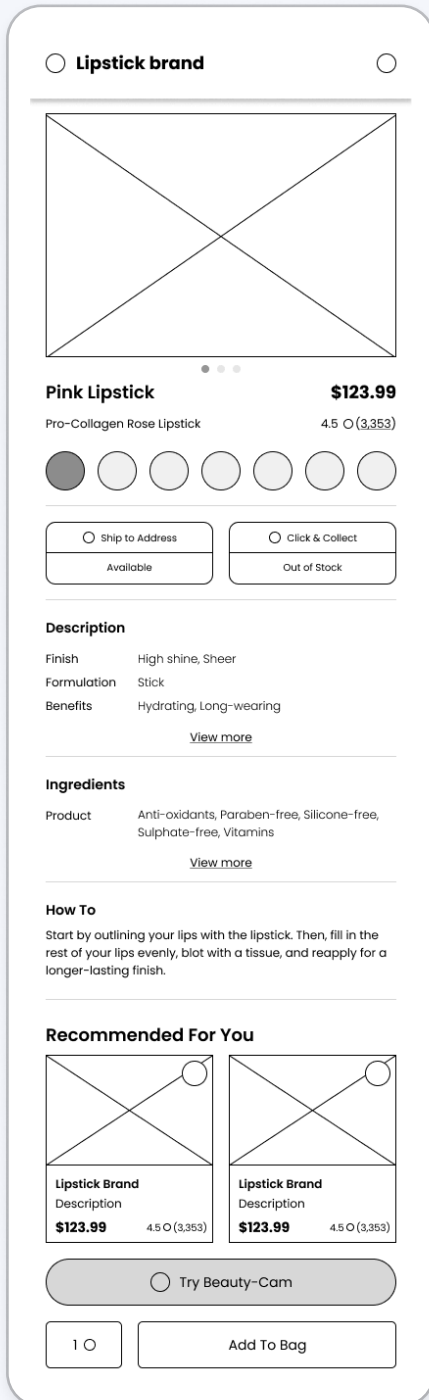 Lipstick brand
Pink Lipstick $123.99
Pro-Collagen Rose Lipstick 4.5 (3,353)
Ship to Address Click & Collect
Available Out of Stock
Description
Finish High shine, Sheer
Formulation Stick
Benefits Hydrating, Long-wearing
View more
Ingredients
Product Anti-oxidants, Paraben-free, Silicone-free,
Sulphate-free, Vitamins
View more
How To
Start by outlining your lips with the lipstick. Then, fill in the
rest of your lips evenly, blot with a tissue, and reapply for a
longer-lasting finish.
Recommended For You
Lipstick Brand Lipstick Brand
Description Description
$123.99 4.5 (3,353) $123.99 4.5 (3,353)
Try Beauty-Cam
1 Add To Bag